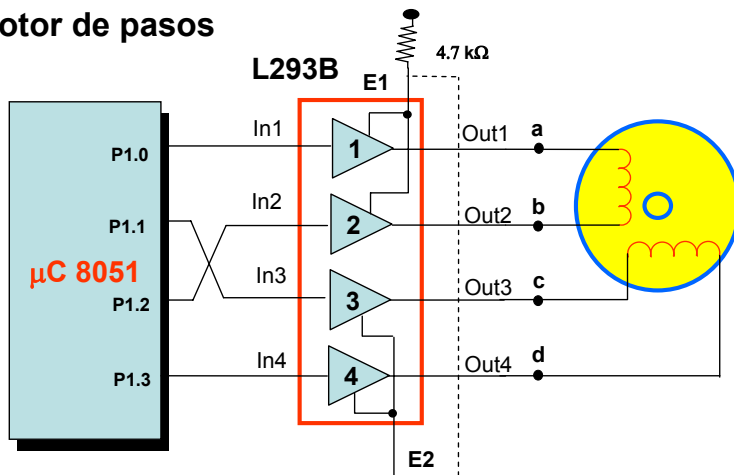 otor de pasos
4.7 kΩ
L293B
E1
In1
Out1
a
P1.0
1
In2
Out2
b
P1.1
2
μC 8051
In3
Out3
c
P1.2
3
In4
Out4
d
P1.3
4
E2